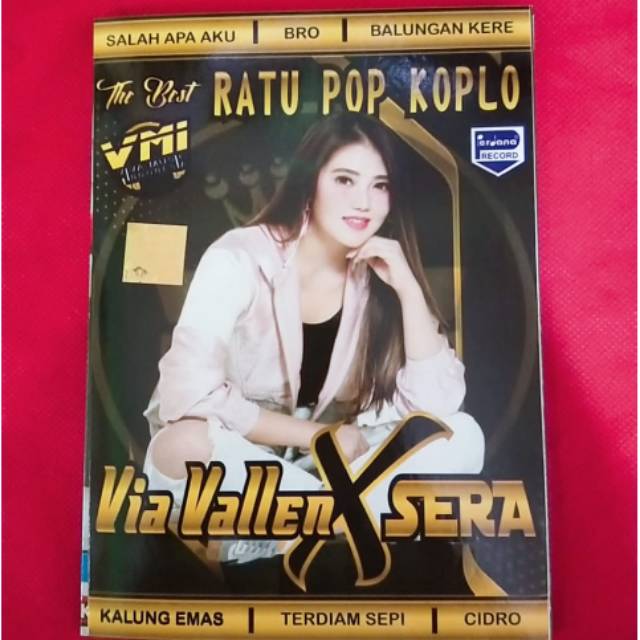 SALAH APA AKU | BRO | BALUNGAN KERE
The Best RATU POP KOPLO
VMI
Perdana
RECORD
Via Vallen X SERA
KALUNG EMAS | TERDIAM SEPI | CIDRO